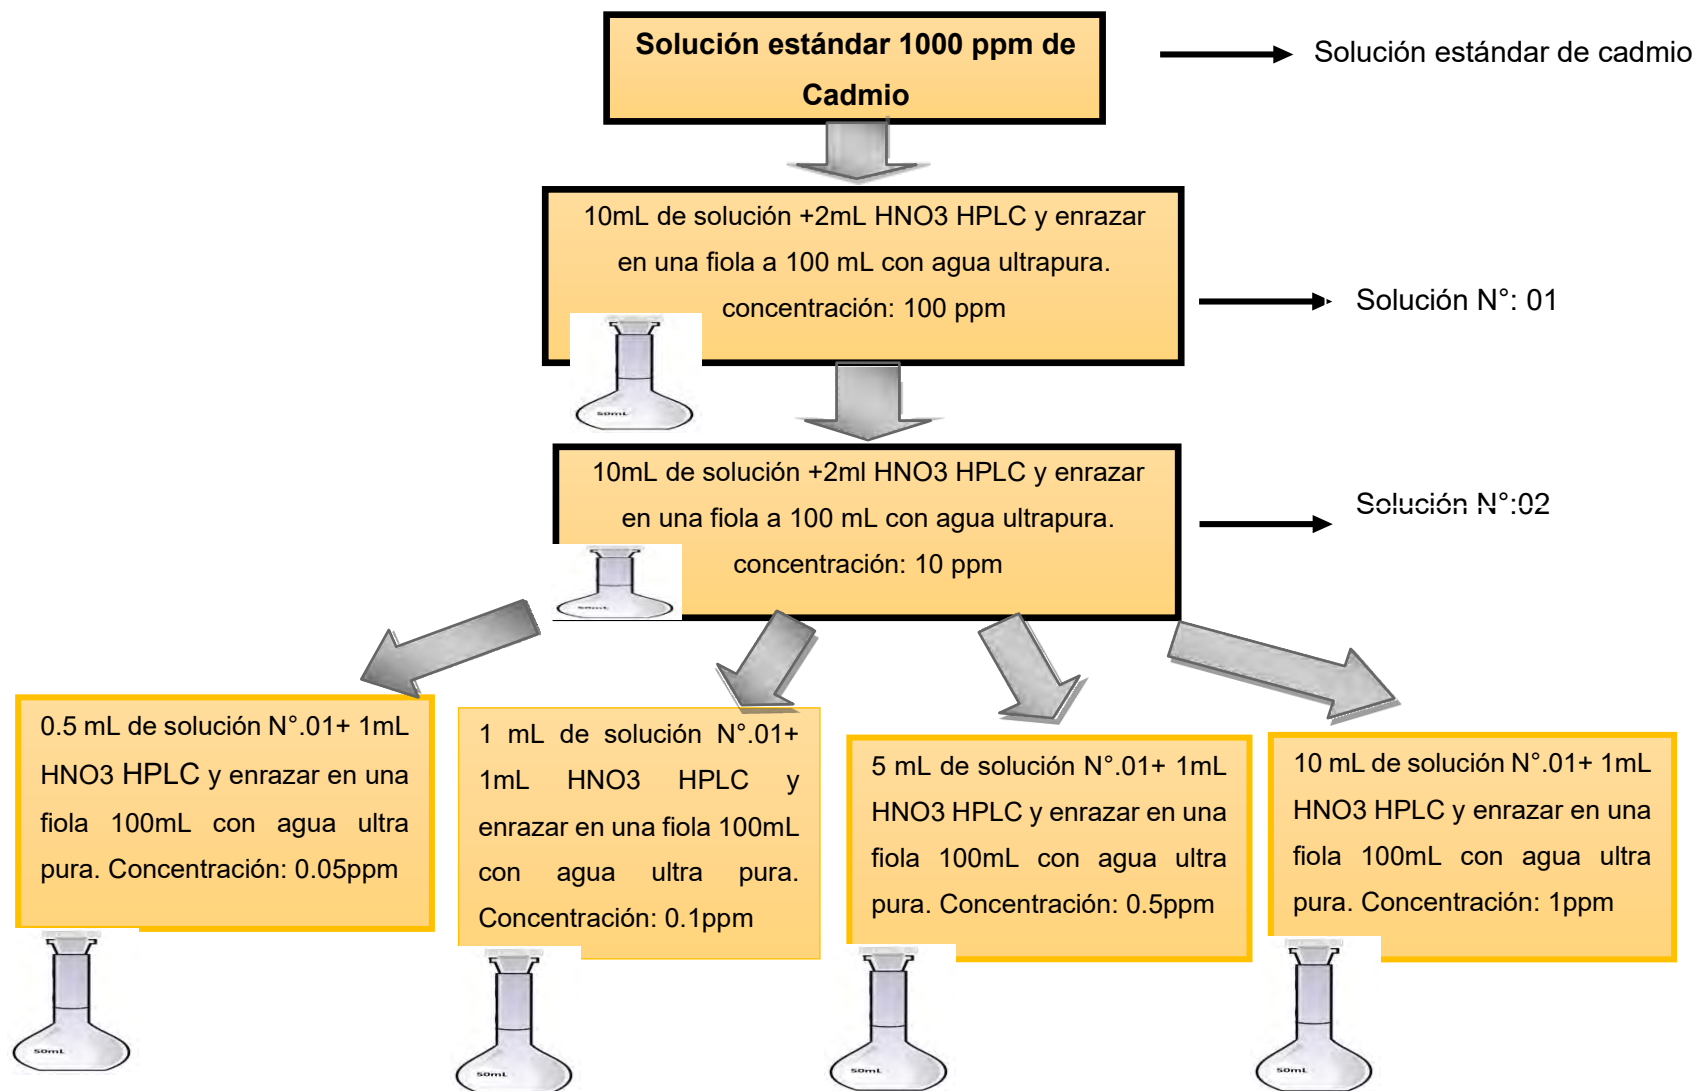 Solución estándar 1000 ppm de
Cadmio
Solución estándar de cadmio
10mL de solución +2mL HNO3 HPLC y enrazar
en una fiola a 100 mL con agua ultrapura.
concentración: 100 ppm
Solución N°: 01
50mL
10mL de solución +2ml HNO3 HPLC y enrazar
en una fiola a 100 mL con agua ultrapura.
concentración: 10 ppm
Solución N°:02
50mL
0.5 mL de solución N°.01+ 1mL
HNO3 HPLC y enrazar en una
fiola 100mL con agua ultra
pura. Concentración: 0.05ppm
50mL
1 mL de solución N°.01+
1mL HNO3 HPLC y
enrazar en una fiola 100mL
con agua ultra pura.
Concentración: 0.1ppm
50mL
5 mL de solución N°.01+ 1mL
HNO3 HPLC y enrazar en una
fiola 100mL con agua ultra
pura. Concentración: 0.5ppm
50mL
10 mL de solución N°.01+ 1mL
HNO3 HPLC y enrazar en una
fiola 100mL con agua ultra
pura. Concentración: 1ppm
50mL